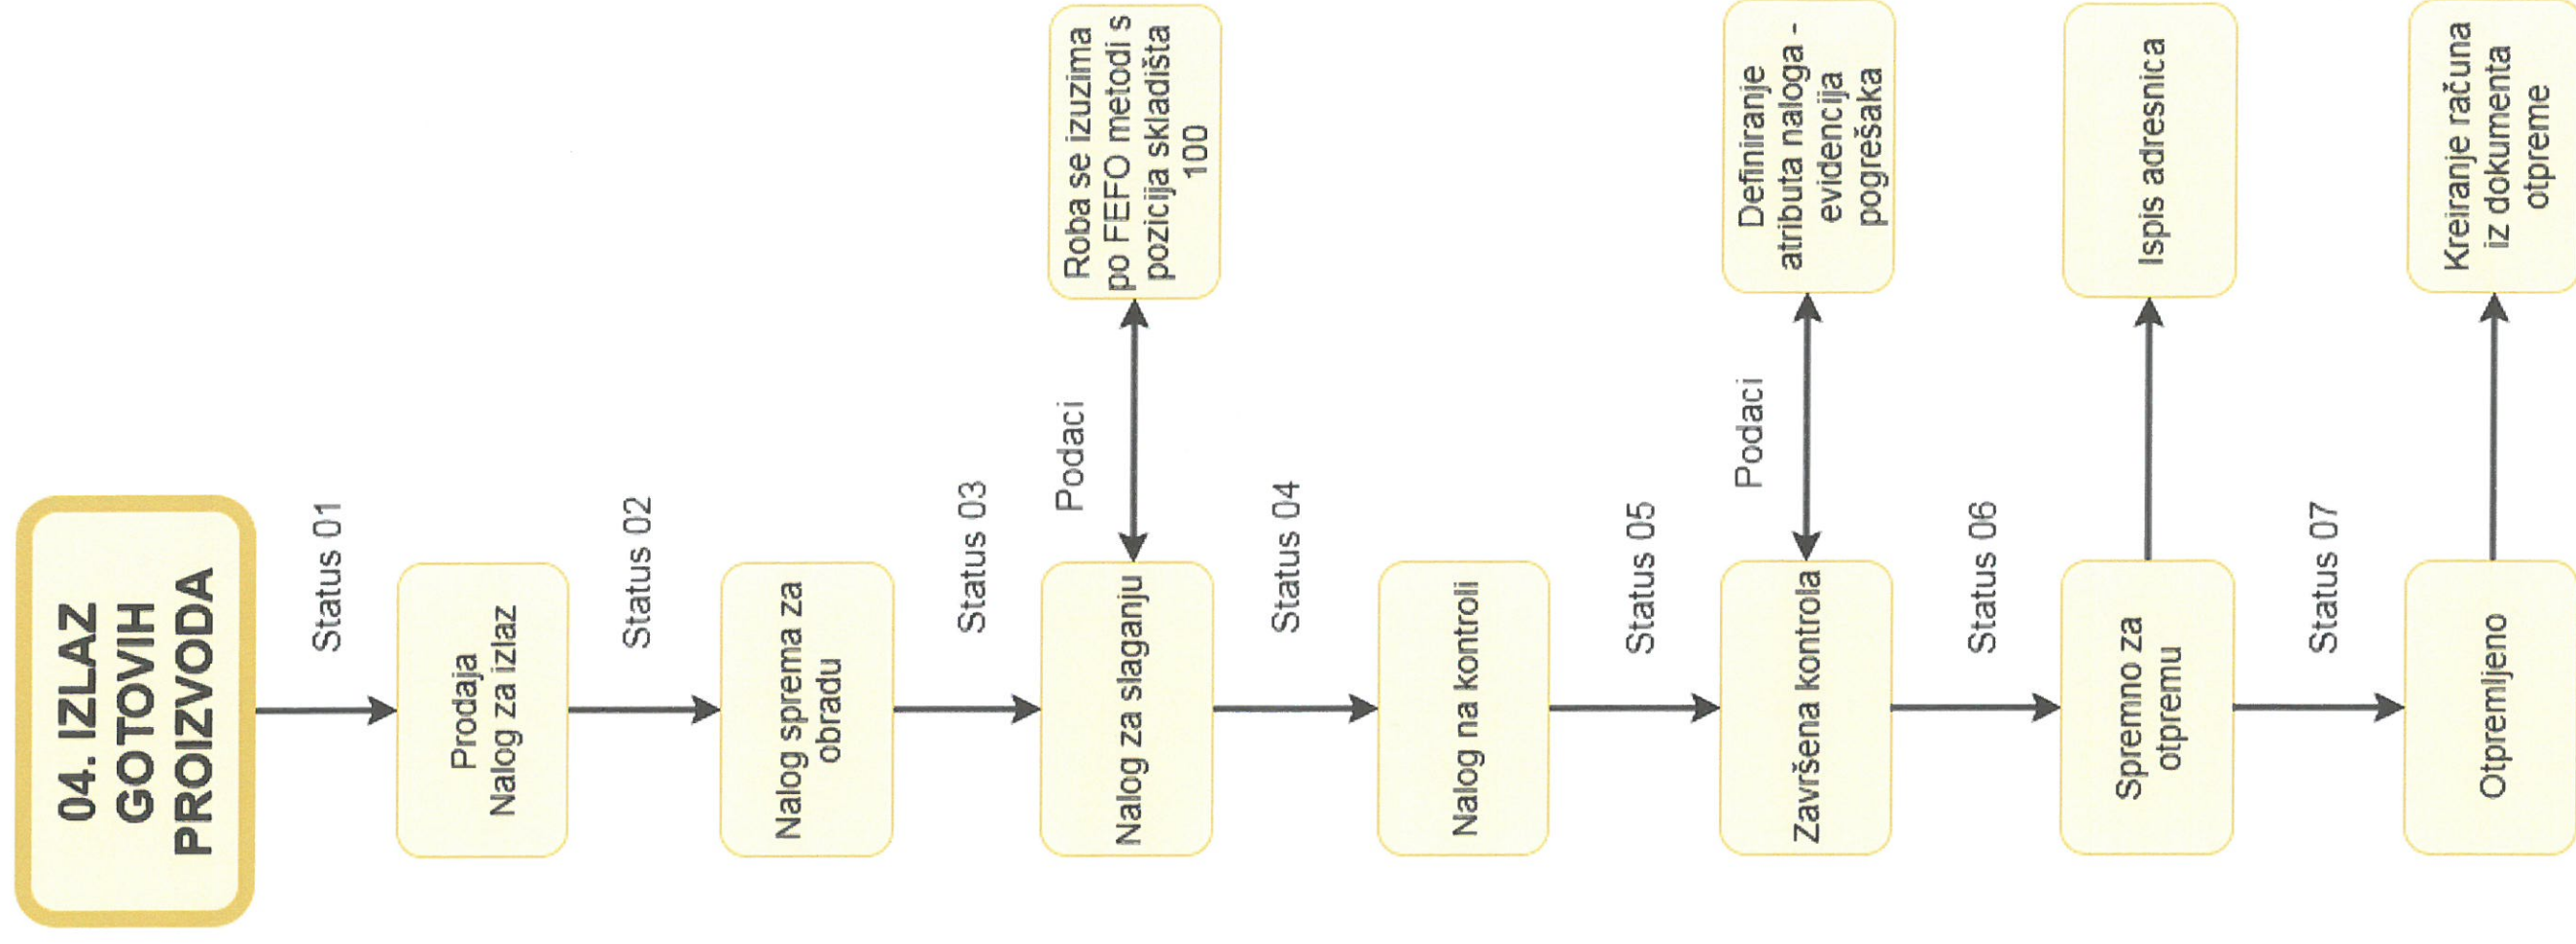 04. IZLAZ
GOTOVIH
PROIZVODA
Status 01
Prodaja
Nalog za izlaz
Status 02
Nalog sprema za
obradu
Status 03
Nalog za slaganju
Podaci
Roba se izuzima
po FEFO metodi s
pozicija skladišta
100
Status 04
Nalog na kontroli
Status 05
Završena kontrola
Podaci
Definiranje
atributa naloga -
evidencija
pogrešaka
Status 06
Spremno za
otpremu
Ispis adresnica
Status 07
Otpremljeno
Kreiranje računa
iz dokumenta
otpreme